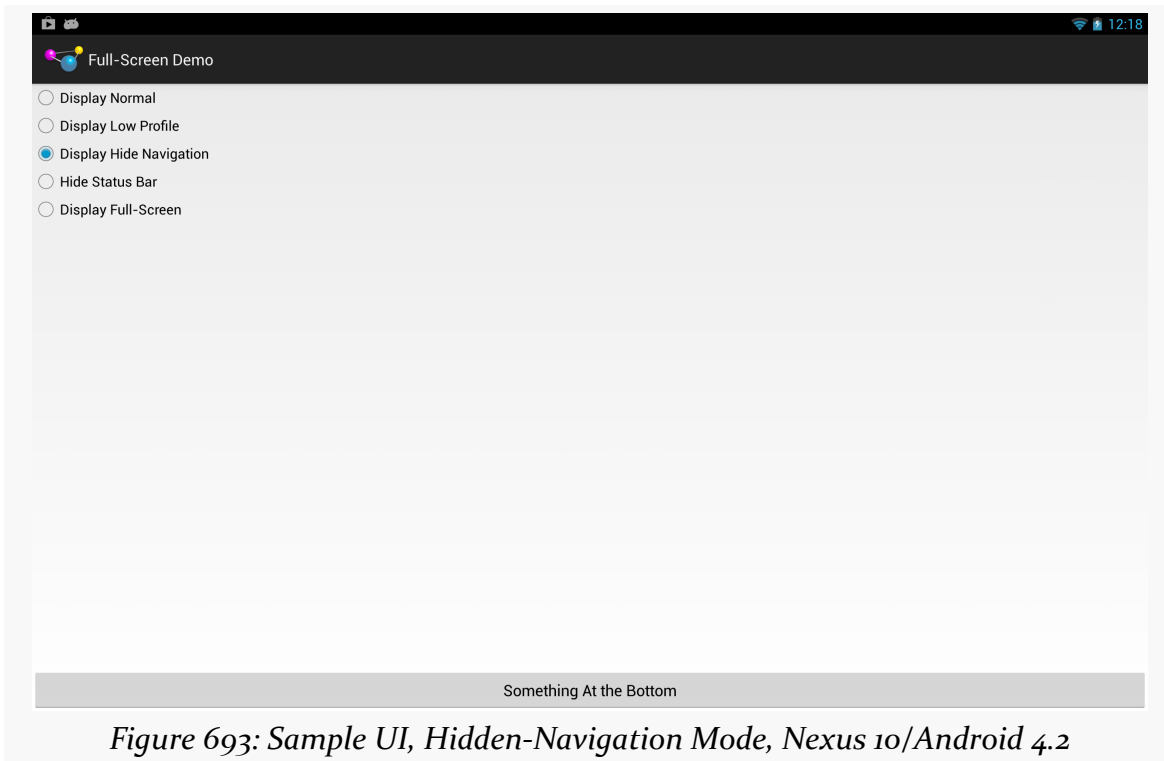 12:18
Full-Screen Demo
Display Normal
Display Low Profile
Display Hide Navigation
Hide Status Bar
Display Full-Screen
Something At the Bottom
Figure 693: Sample UI, Hidden-Navigation Mode, Nexus 10/Android 4.2